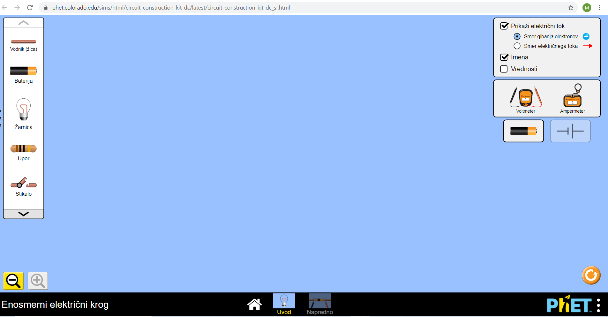 phet.colorado.edu/sims/html/circuit-construction-kit-dc/latest/circuit-construction-kit-dc_sl.html
M
Baterija
Žarnica
Upor
Stikalo
Prikaži električni tok
Smer gibanja elektronov
Smer električnega toka
Imena
Vrednosti
Voltmeter
Ampermeter
Enosmerni električni krog
Uvod
Napredno
PhET